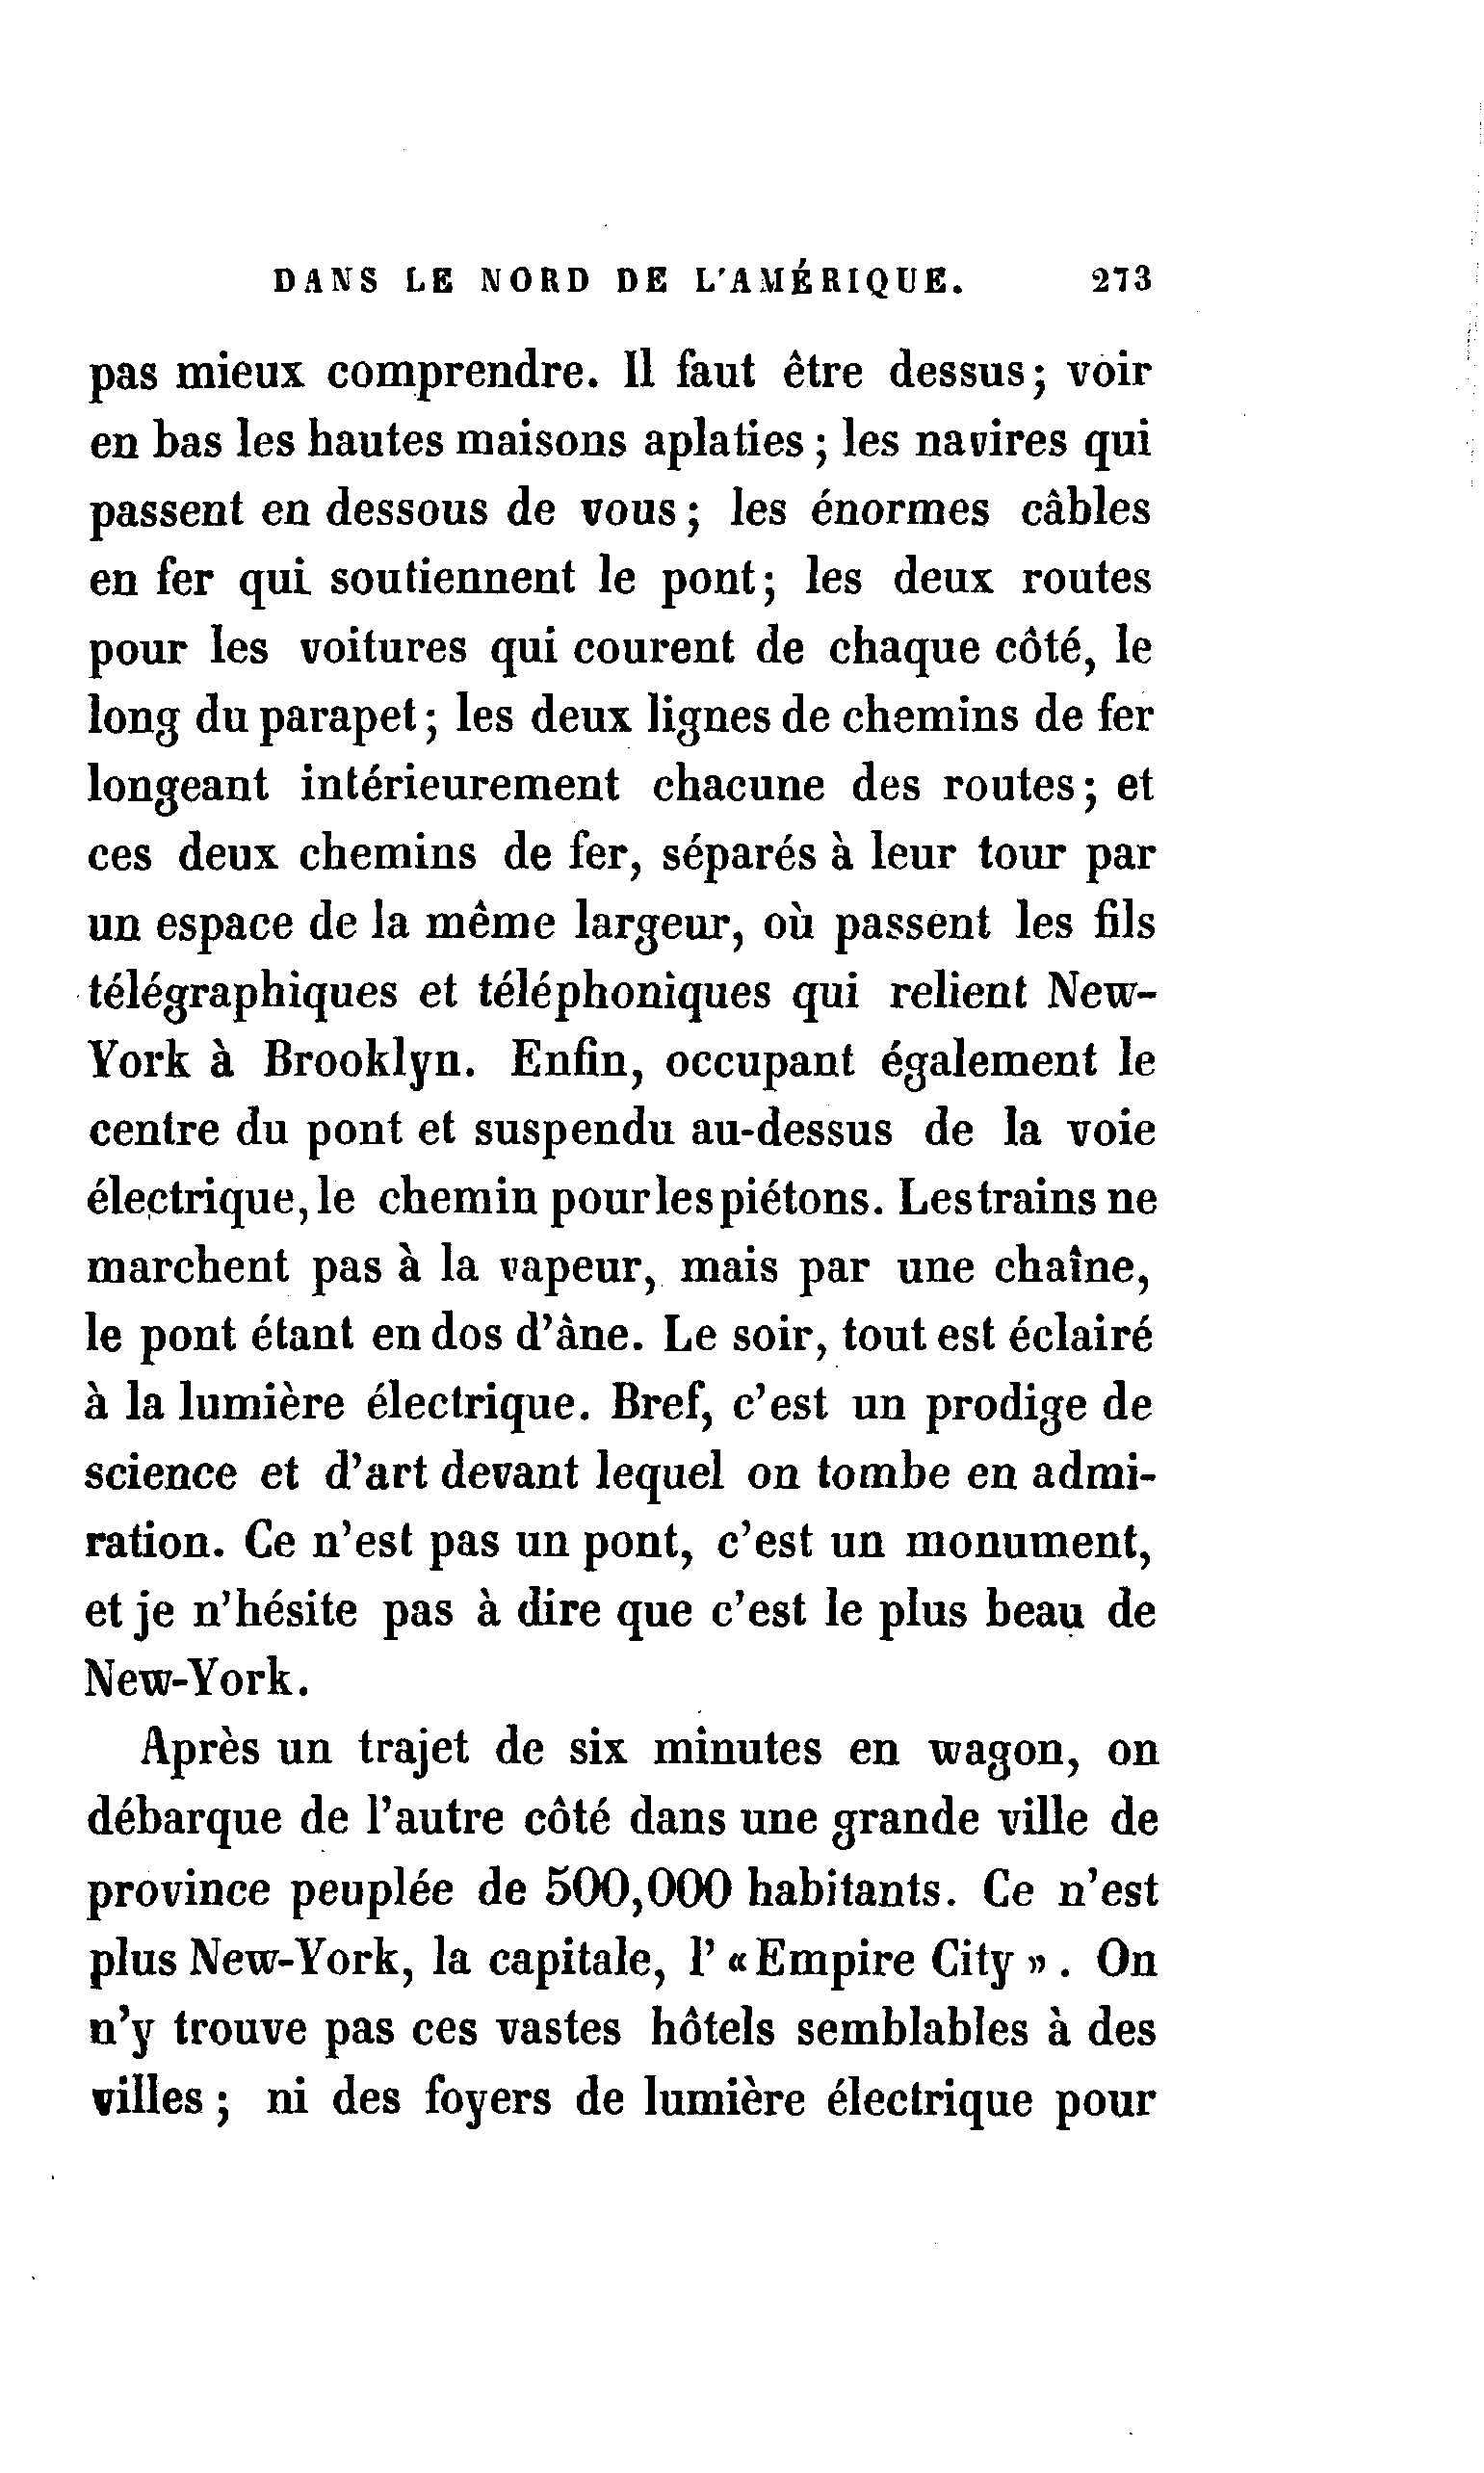 DANS LE NORD DE L'AMÉRIQUE. 273
pas mieux comprendre. Il faut être dessus; voir
en bas les hautes maisons aplaties ; les navires qui
passent en dessous de vous ; les énormes câbles
en fer qui soutiennent le pont; les deux routes
pour les voitures qui courent de chaque côté, le
long du parapet ; les deux lignes de chemins de fer
longeant intérieurement chacune des routes ; et
ces deux chemins de fer, séparés à leur tour par
un espace de la même largeur, où passent les fils
télégraphiques et téléphoniques qui relient New-
York à Brooklyn. Enfin, occupant également le
centre du pont et suspendu au-dessus de la voie
électrique, le chemin pour les piétons. Les trains ne
marchent pas à la vapeur, mais par une chaîne,
le pont étant en dos d'âne. Le soir, tout est éclairé
à la lumière électrique. Bref, c'est un prodige de
science et d'art devant lequel on tombe en admi-
ration. Ce n'est pas un pont, c'est un monument,
et je n'hésite pas à dire que c'est le plus beau de
New-York.
Après un trajet de six minutes en wagon, on
débarque de l'autre côté dans une grande ville de
province peuplée de 500,000 habitants. Ce n'est
plus New-York, la capitale, l' « Empire City » . On
n'y trouve pas ces vastes hôtels semblables à des
villes ; ni des foyers de lumière électrique pour